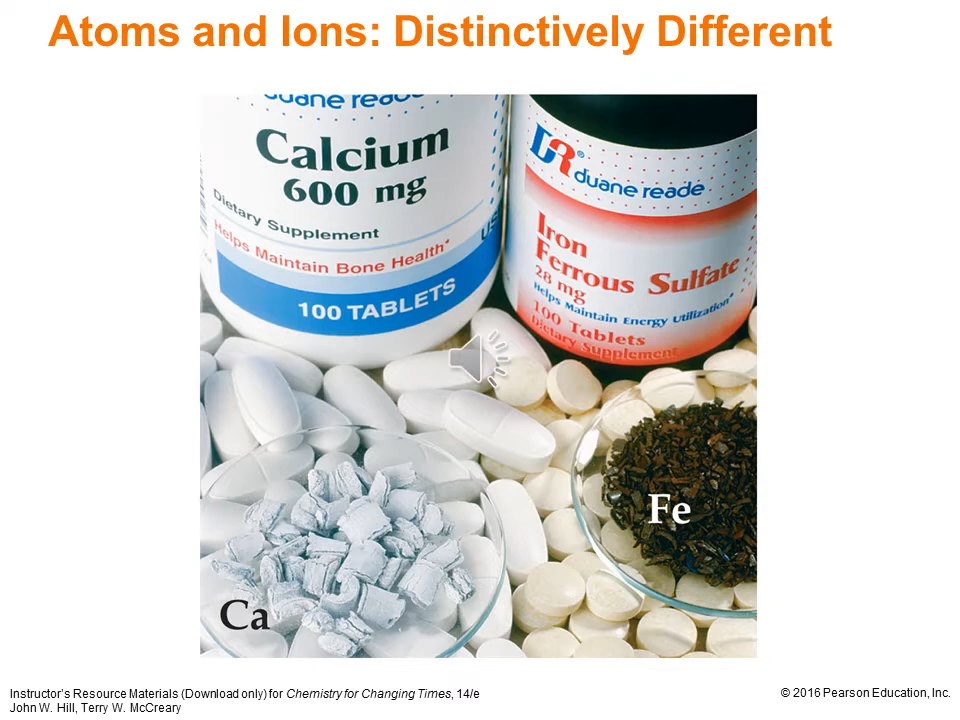 Atoms and Ions: Distinctively Different
duane reade
Calcium
600 mg
Dietary Supplement
Helps Maintain Bone Health*
100 TABLETS
DR®
duane reade
Iron
Ferrous Sulfate
28 mg
Helps Maintain Energy Utilization*
100 Tablets
Dietary Supplement
Fe
Ca
Instructor's Resource Materials (Download only) for Chemistry for Changing Times, 14/e
John W. Hill, Terry W. McCreary
© 2016 Pearson Education, Inc.